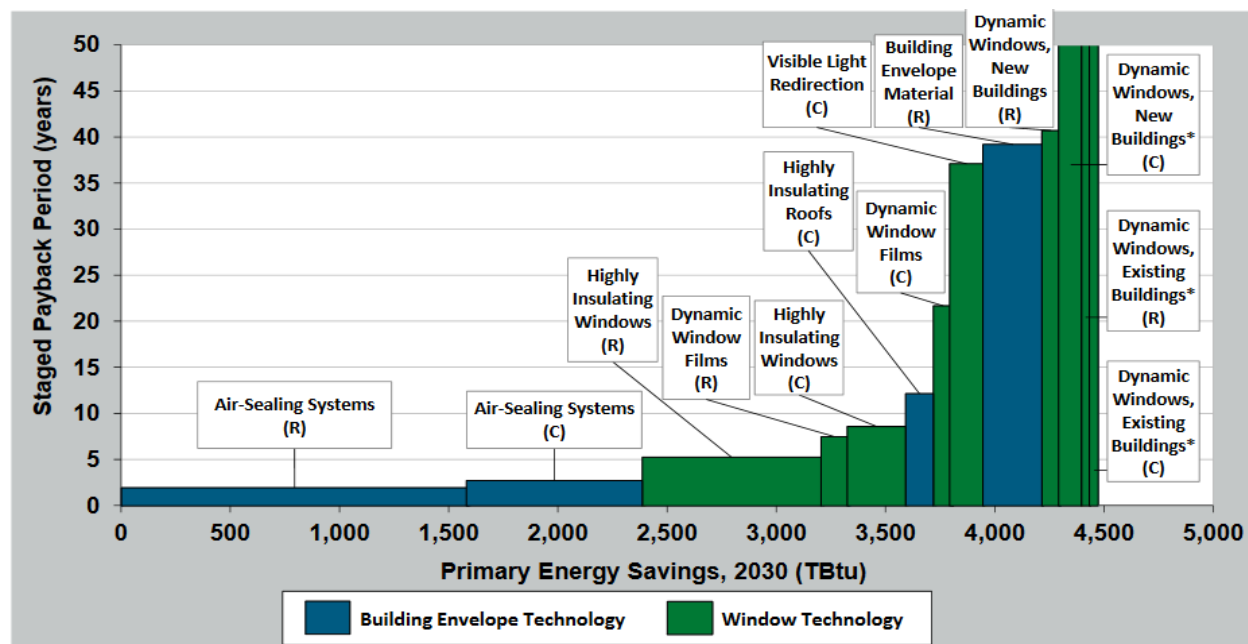 Staged Payback Period (years)
50
45
40
35
30
25
20
15
10
5
0
Air-Sealing Systems
(R)
Air-Sealing Systems
(C)
Highly
Insulating
Windows
(R)
Dynamic
Window
Films
(R)
Highly
Insulating
Windows
(C)
Highly
Insulating
Roofs
(C)
Dynamic
Window
Films
(C)
Visible Light
Redirection
(C)
Building
Envelope
Material
(R)
Dynamic
Windows,
New
Buildings
(R)
Dynamic
Windows,
New
Buildings*
(C)
Dynamic
Windows,
Existing
Buildings*
(R)
Dynamic
Windows,
Existing
Buildings*
(C)
0
500
1,000
1,500
2,000
2,500
3,000
3,500
4,000
4,500
5,000
Primary Energy Savings, 2030 (TBtu)
Building Envelope Technology
Window Technology